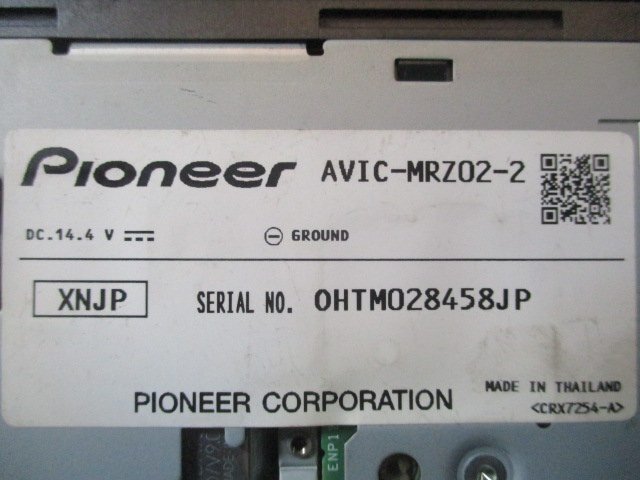 Pioneer AVIC-MRZ02-2
DC.14.4 V ⎓ ⊖ GROUND
XNJP SERIAL NO. OHTM028458JP
MADE IN THAILAND
PIONEER CORPORATION <CRX7254-A>
ENP1